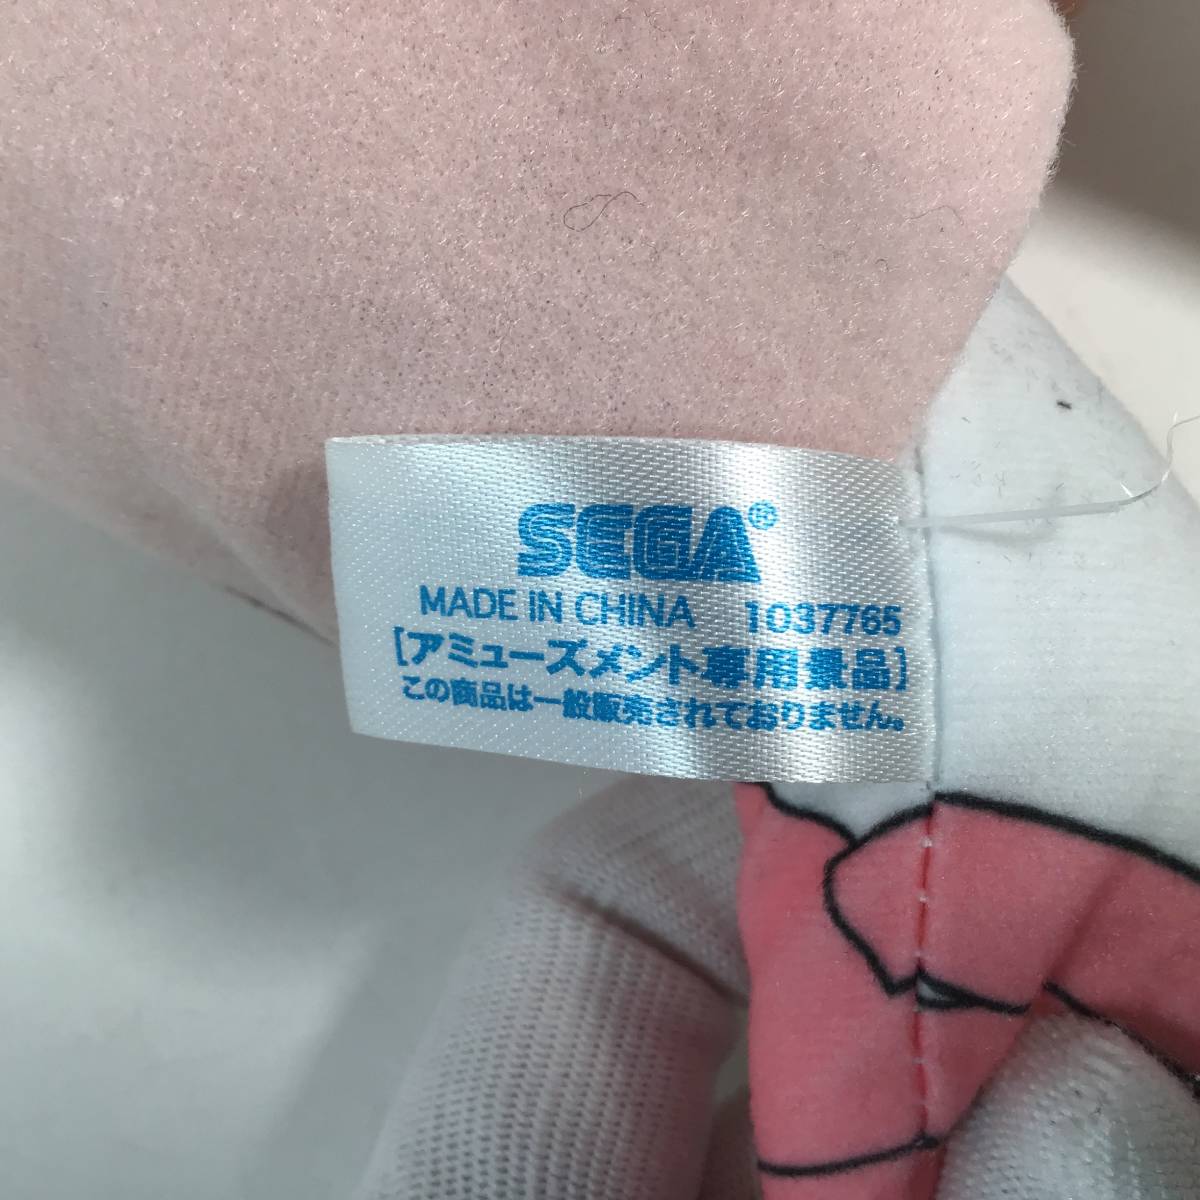 SEGA®
MADE IN CHINA 1037765
[アミューズメント専用景品]
この商品は一般販売されておりません。